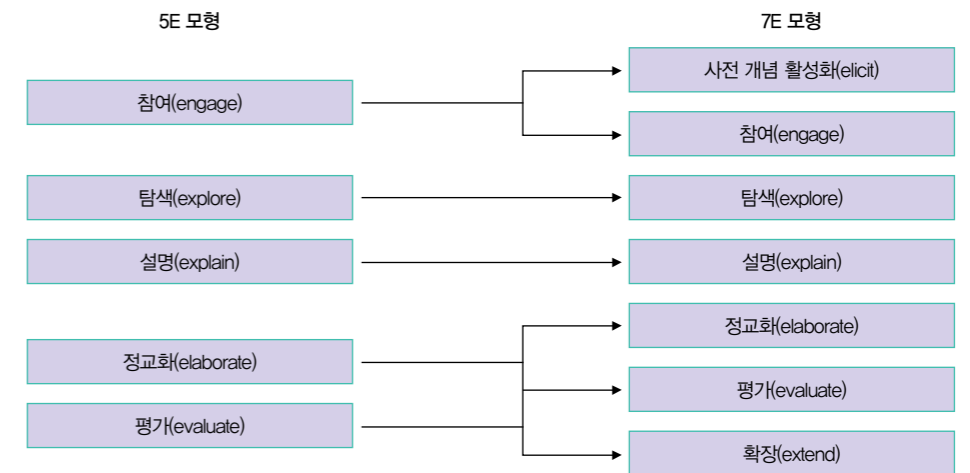 5E 모형
7E 모형
참여(engage)
사전 개념 활성화(elicit)
참여(engage)
탐색(explore)
탐색(explore)
설명(explain)
설명(explain)
정교화(elaborate)
정교화(elaborate)
평가(evaluate)
평가(evaluate)
확장(extend)